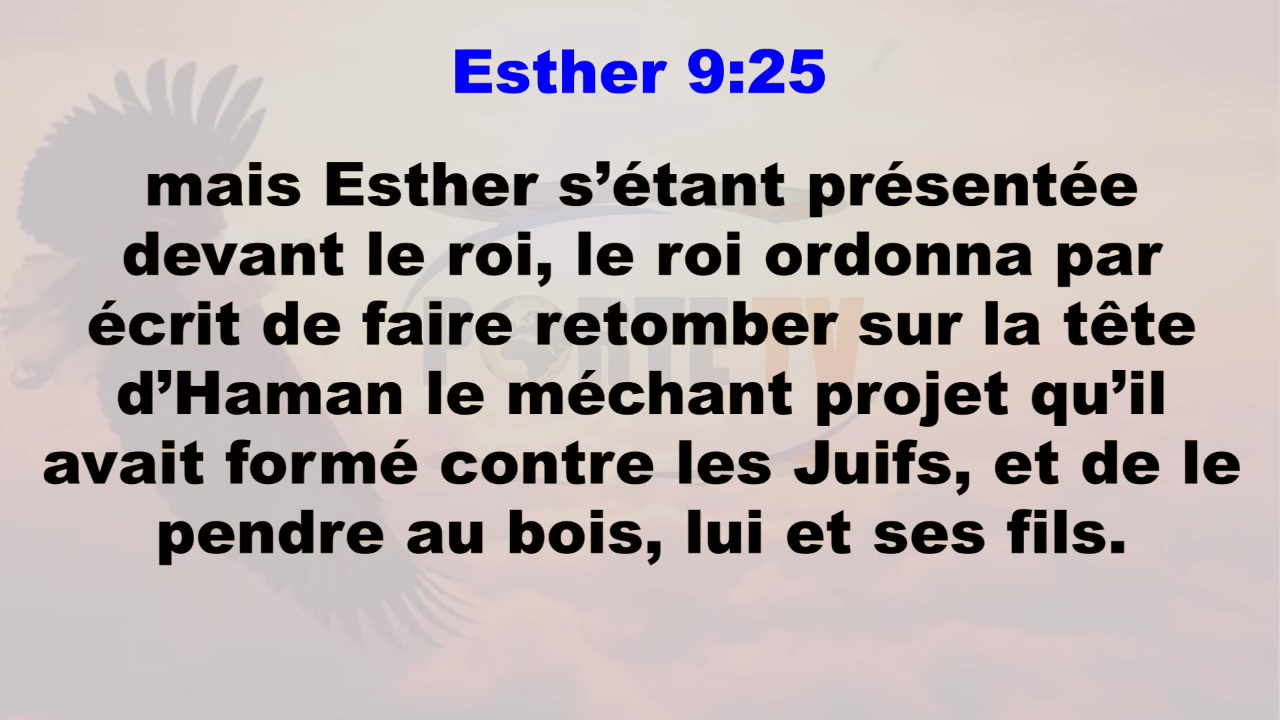 Esther 9:25
mais Esther s’étant présentée
devant le roi, le roi ordonna par
écrit de faire retomber sur la tête
d’Haman le méchant projet qu’il
avait formé contre les Juifs, et de le
pendre au bois, lui et ses fils.
PORTE TV